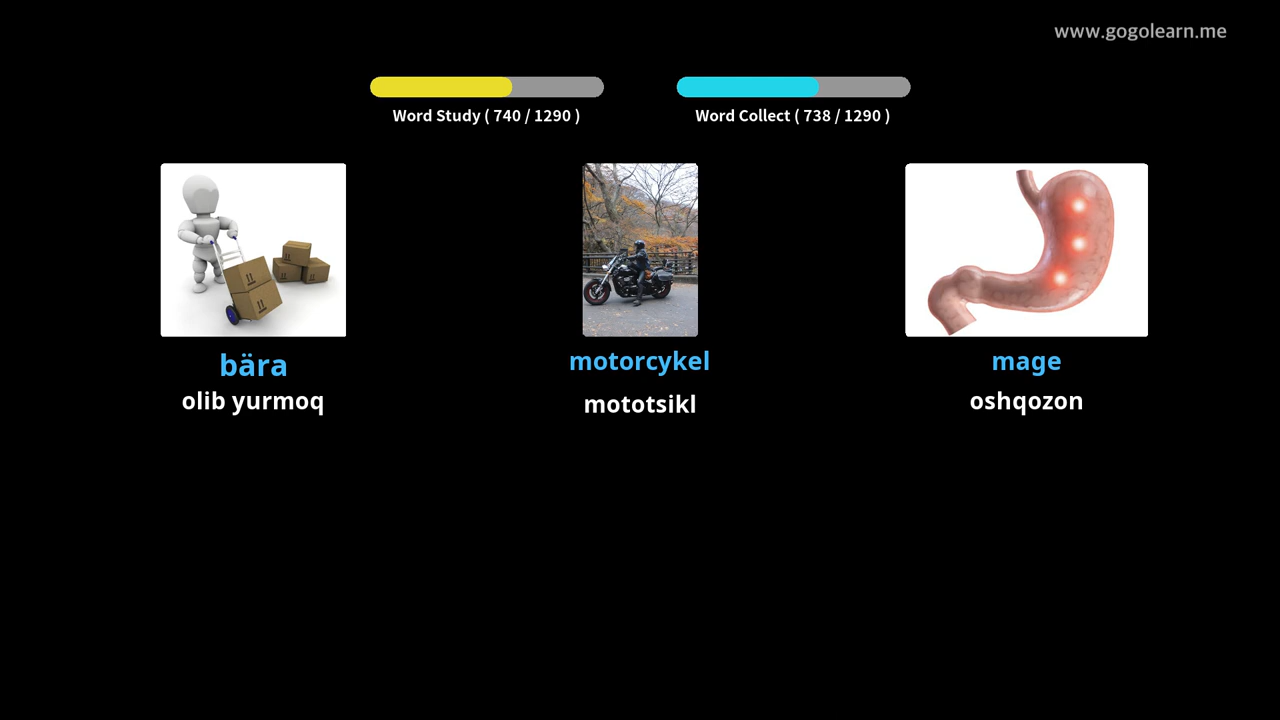 www.gogolearn.me
Word Study ( 740 / 1290 )
Word Collect ( 738 / 1290 )
bära
olib yurmoq
motorcykel
mototsikl
mage
oshqozon